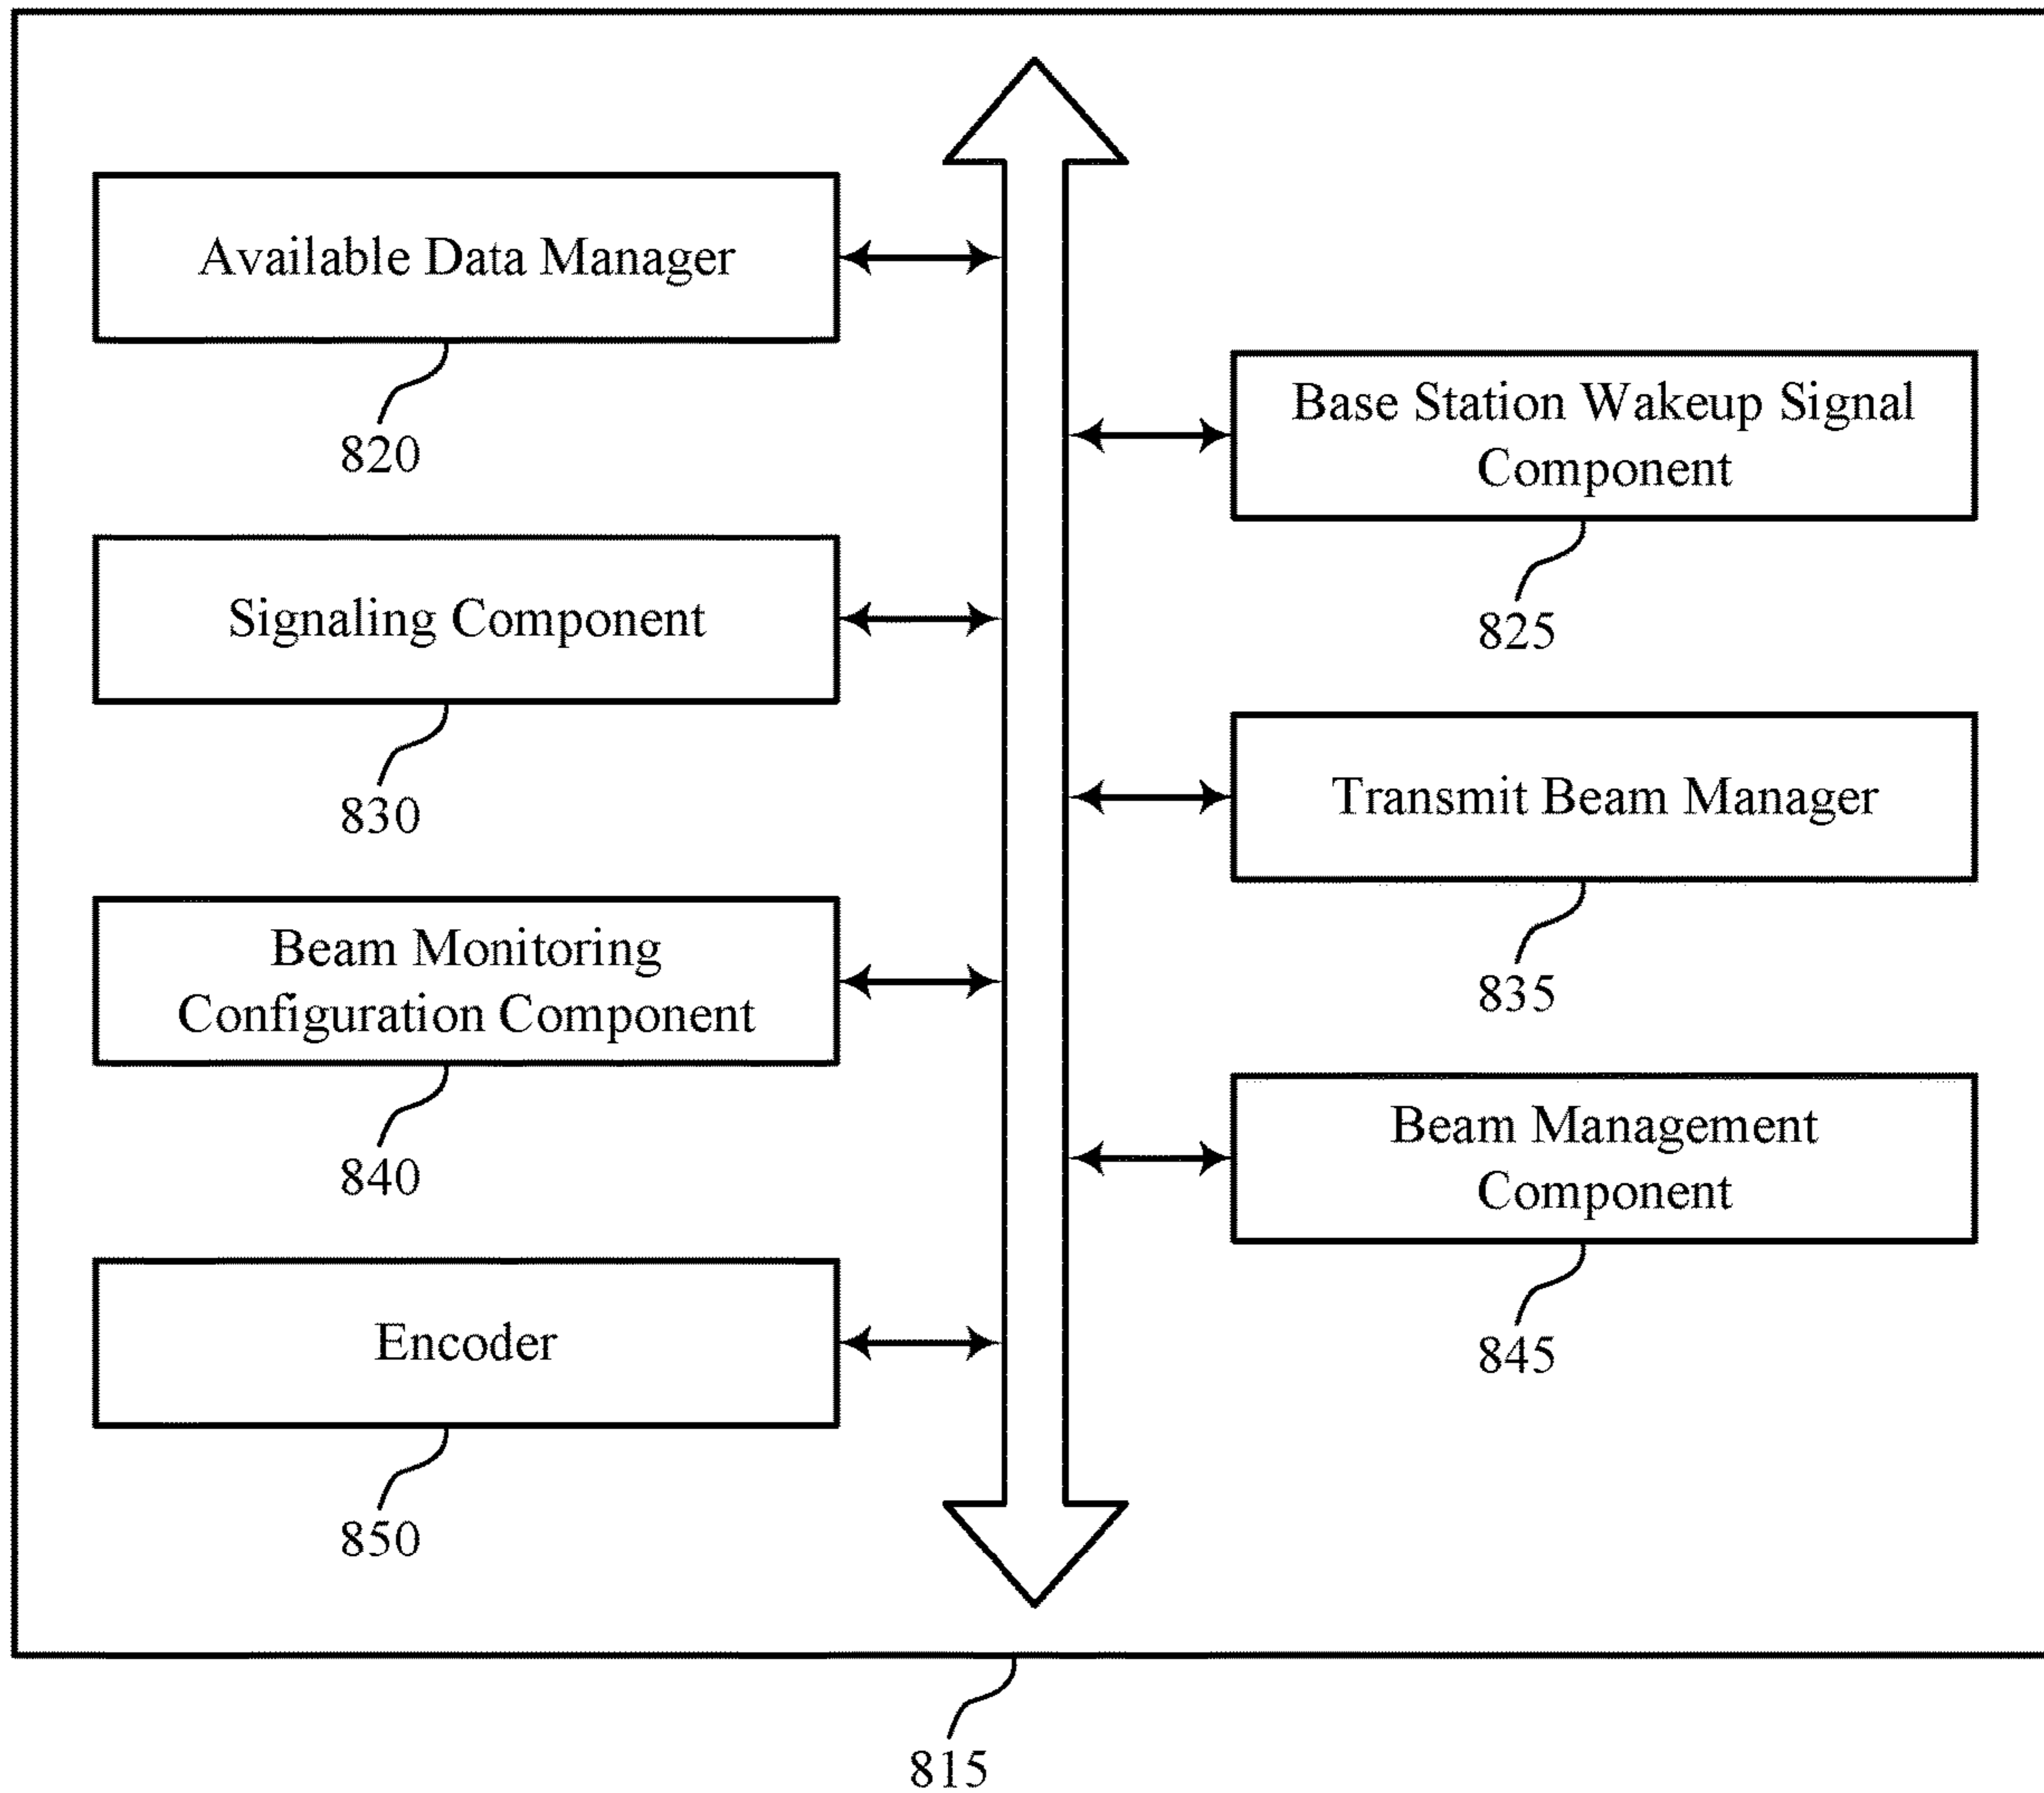 Available Data Manager
820
Base Station Wakeup Signal
Component
825
Signaling Component
830
Transmit Beam Manager
835
Beam Monitoring
Configuration Component
840
Beam Management
Component
845
Encoder
850
815